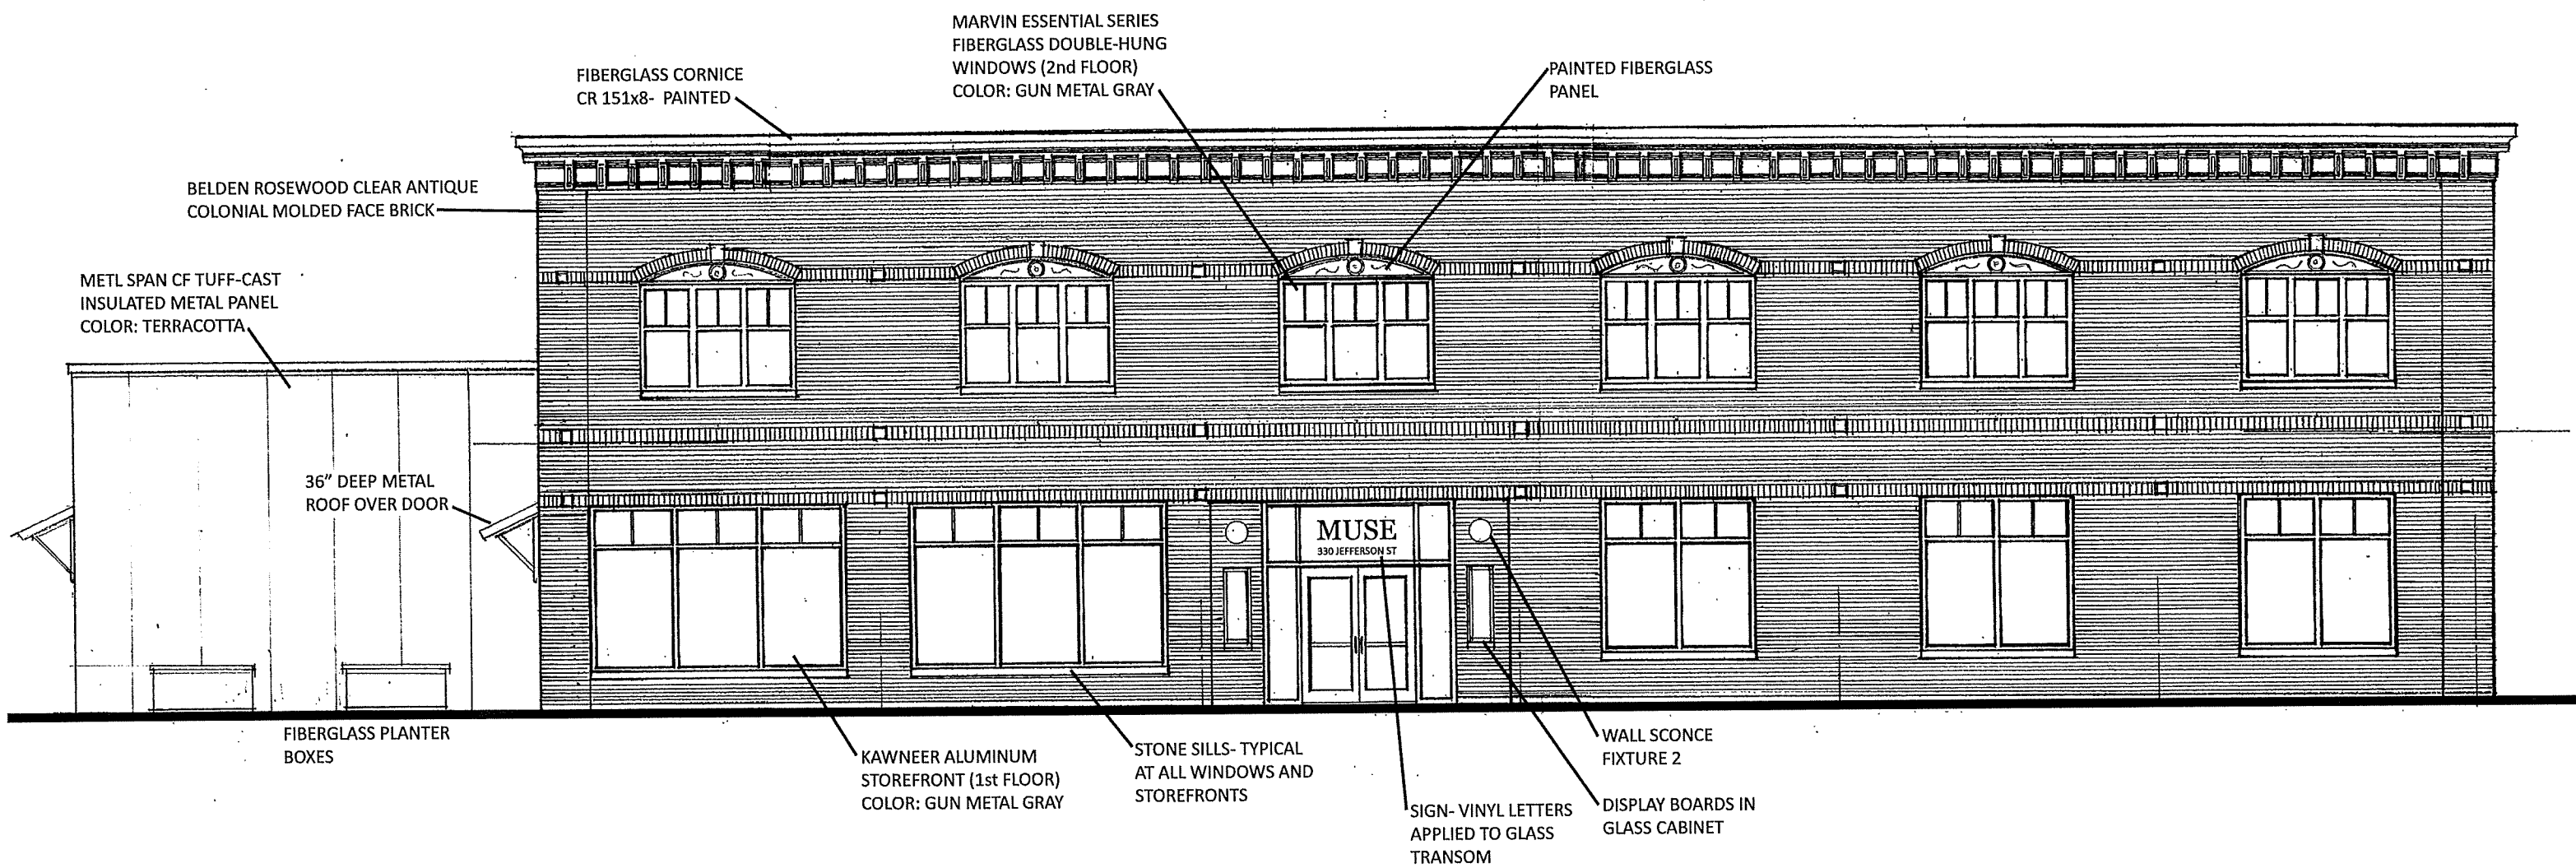 MARVIN ESSENTIAL SERIES
FIBERGLASS DOUBLE-HUNG
WINDOWS (2nd FLOOR)
COLOR: GUN METAL GRAY
FIBERGLASS CORNICE
CR 151x8- PAINTED
PAINTED FIBERGLASS
PANEL
BELDEN ROSEWOOD CLEAR ANTIQUE
COLONIAL MOLDED FACE BRICK
METL SPAN CF TUFF-CAST
INSULATED METAL PANEL
COLOR: TERRACOTTA
36" DEEP METAL
ROOF OVER DOOR
MUSE
330 JEFFERSON ST
FIBERGLASS PLANTER
BOXES
KAWNEER ALUMINUM
STOREFRONT (1st FLOOR)
COLOR: GUN METAL GRAY
STONE SILLS- TYPICAL
AT ALL WINDOWS AND
STOREFRONTS
WALL SCONCE
FIXTURE 2
SIGN- VINYL LETTERS
APPLIED TO GLASS
TRANSOM
DISPLAY BOARDS IN
GLASS CABINET